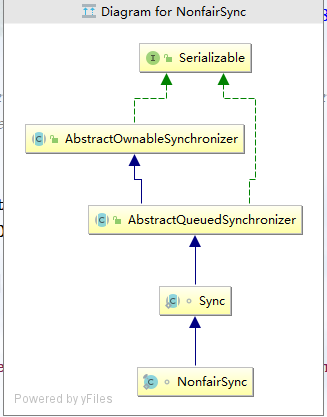 Diagram for NonfairSync
I Serializable
C AbstractOwnableSynchronizer
C AbstractQueuedSynchronizer
C Sync
C NonfairSync
Powered by yFiles